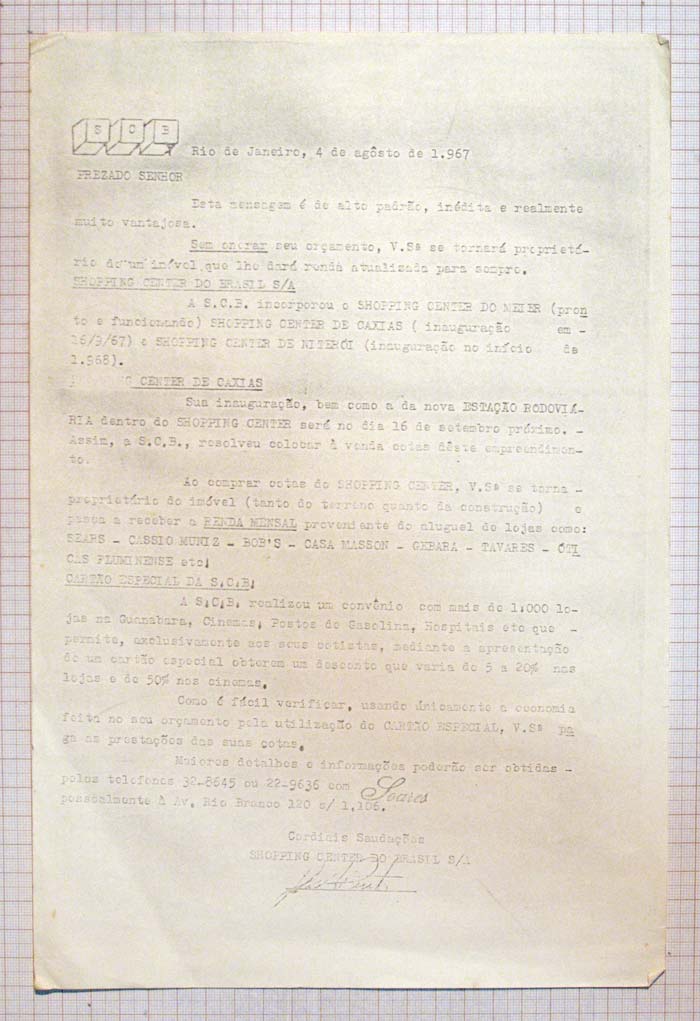 SCB
Rio de Janeiro, 4 de agôsto de 1.967
PREZADO SENHOR
Esta mensagem é de alto padrão, inédita e realmente
muito vantajosa.
Sem onerar seu orçamento, V.Sª se tornará proprietá-
rio de um imóvel que lhe dará renda atualizada para sempre.
SHOPPING CENTER DO BRASIL S/A
A S.C.B. incorporou o SHOPPING CENTER DO MEIER (pron
to e funcionando) SHOPPING CENTER DE CAXIAS ( inauguração em -
16/9/67) e SHOPPING CENTER DE NITERÓI (inauguração no início de
1.968).
NG CENTER DE CAXIAS
Sua inauguração, bem como a da nova ESTAÇÃO RODOVIÁ-
RIA dentro do SHOPPING CENTER será no dia 16 de setembro próximo. -
Assim, a S.C.B., resolveu colocar à venda cotas dêste empreendimen-
to.
Ao comprar cotas do SHOPPING CENTER, V.Sª se torna -
proprietário do imóvel (tanto do terreno quanto da construção) e
passa a receber a RENDA MENSAL proveniente do aluguel de lojas como:
SEARS - CASSIO MUNIZ - BOB'S - CASA MASSON - GEBARA - TAVARES - ÓTI
CAS FLUMINENSE etc.
CARTÃO ESPECIAL DA S.C.B.
A S.C.B. realizou um convênio com mais de 1.000 lo-
jas na Guanabara, Cinemas, Postos de Gasolina, Hospitais etc que -
permite, exclusivamente aos seus cotistas, mediante a apresentação
de um cartão especial obterem um desconto que varia de 5 a 20% nas
lojas e de 50% nos cinemas.
Como é fácil verificar, usando únicamente a economia
feita no seu orçamento pela utilização do CARTÃO ESPECIAL, V.Sª pa
ga as prestações das suas cotas.
Maiores detalhes e informações poderão ser obtidas -
pelos telefones 32-8645 ou 22-9636 com Soares
pessoalmente à Av. Rio Branco 120 s/ 1.106.
Cordiais Saudações
SHOPPING CENTER DO BRASIL S/A